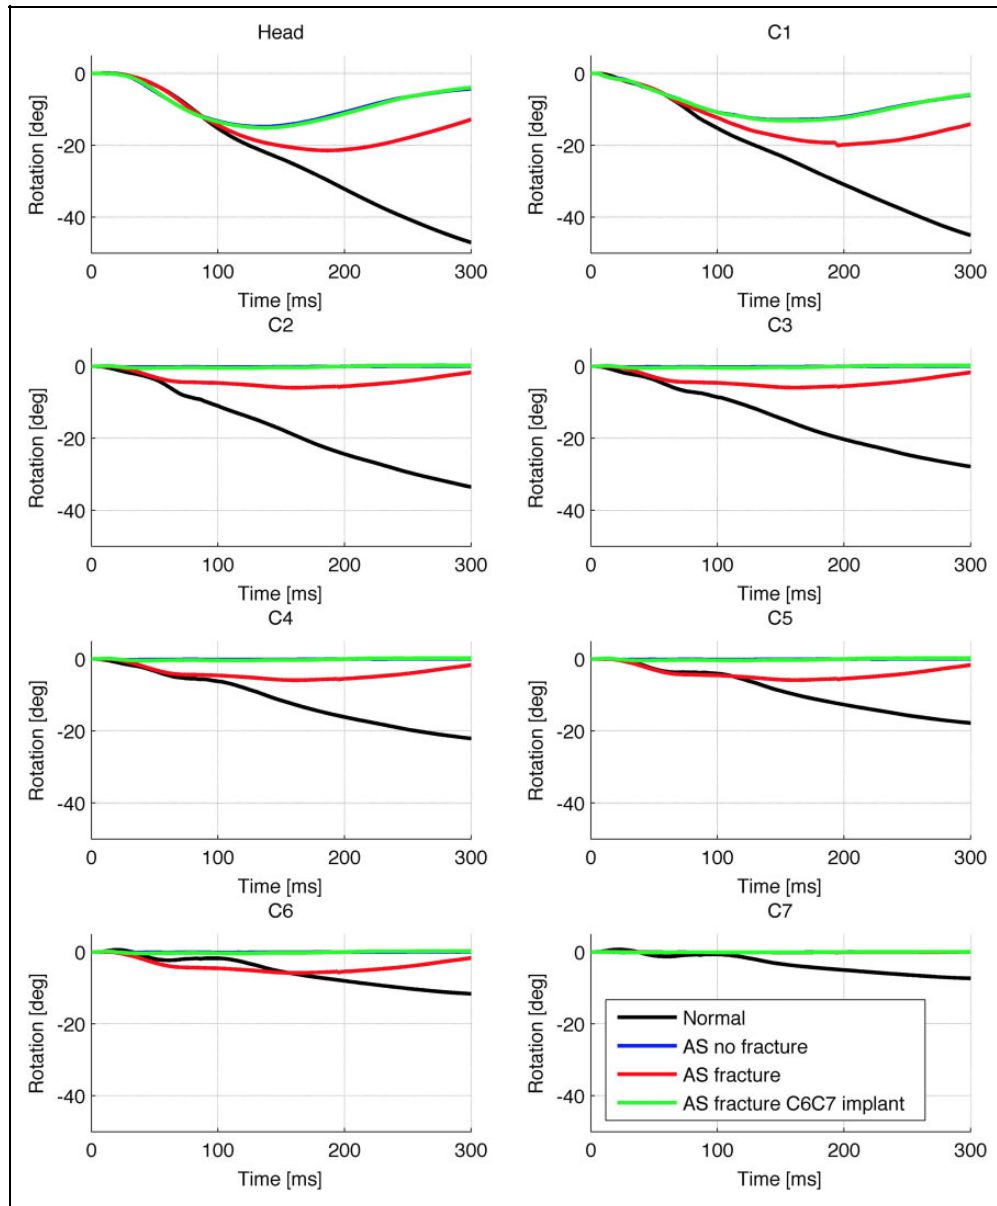 Head
C1
0
-20
-40
Rotation [deg]
0 100 200 300
Time [ms]
0
-20
-40
Rotation [deg]
0 100 200 300
Time [ms]
C2
C3
0
-20
-40
Rotation [deg]
0 100 200 300
Time [ms]
0
-20
-40
Rotation [deg]
0 100 200 300
Time [ms]
C4
C5
0
-20
-40
Rotation [deg]
0 100 200 300
Time [ms]
0
-20
-40
Rotation [deg]
0 100 200 300
Time [ms]
C6
C7
0
-20
-40
Rotation [deg]
0 100 200 300
Time [ms]
0
-20
-40
Rotation [deg]
Normal
AS no fracture
AS fracture
AS fracture C6C7 implant
0 100 200 300
Time [ms]